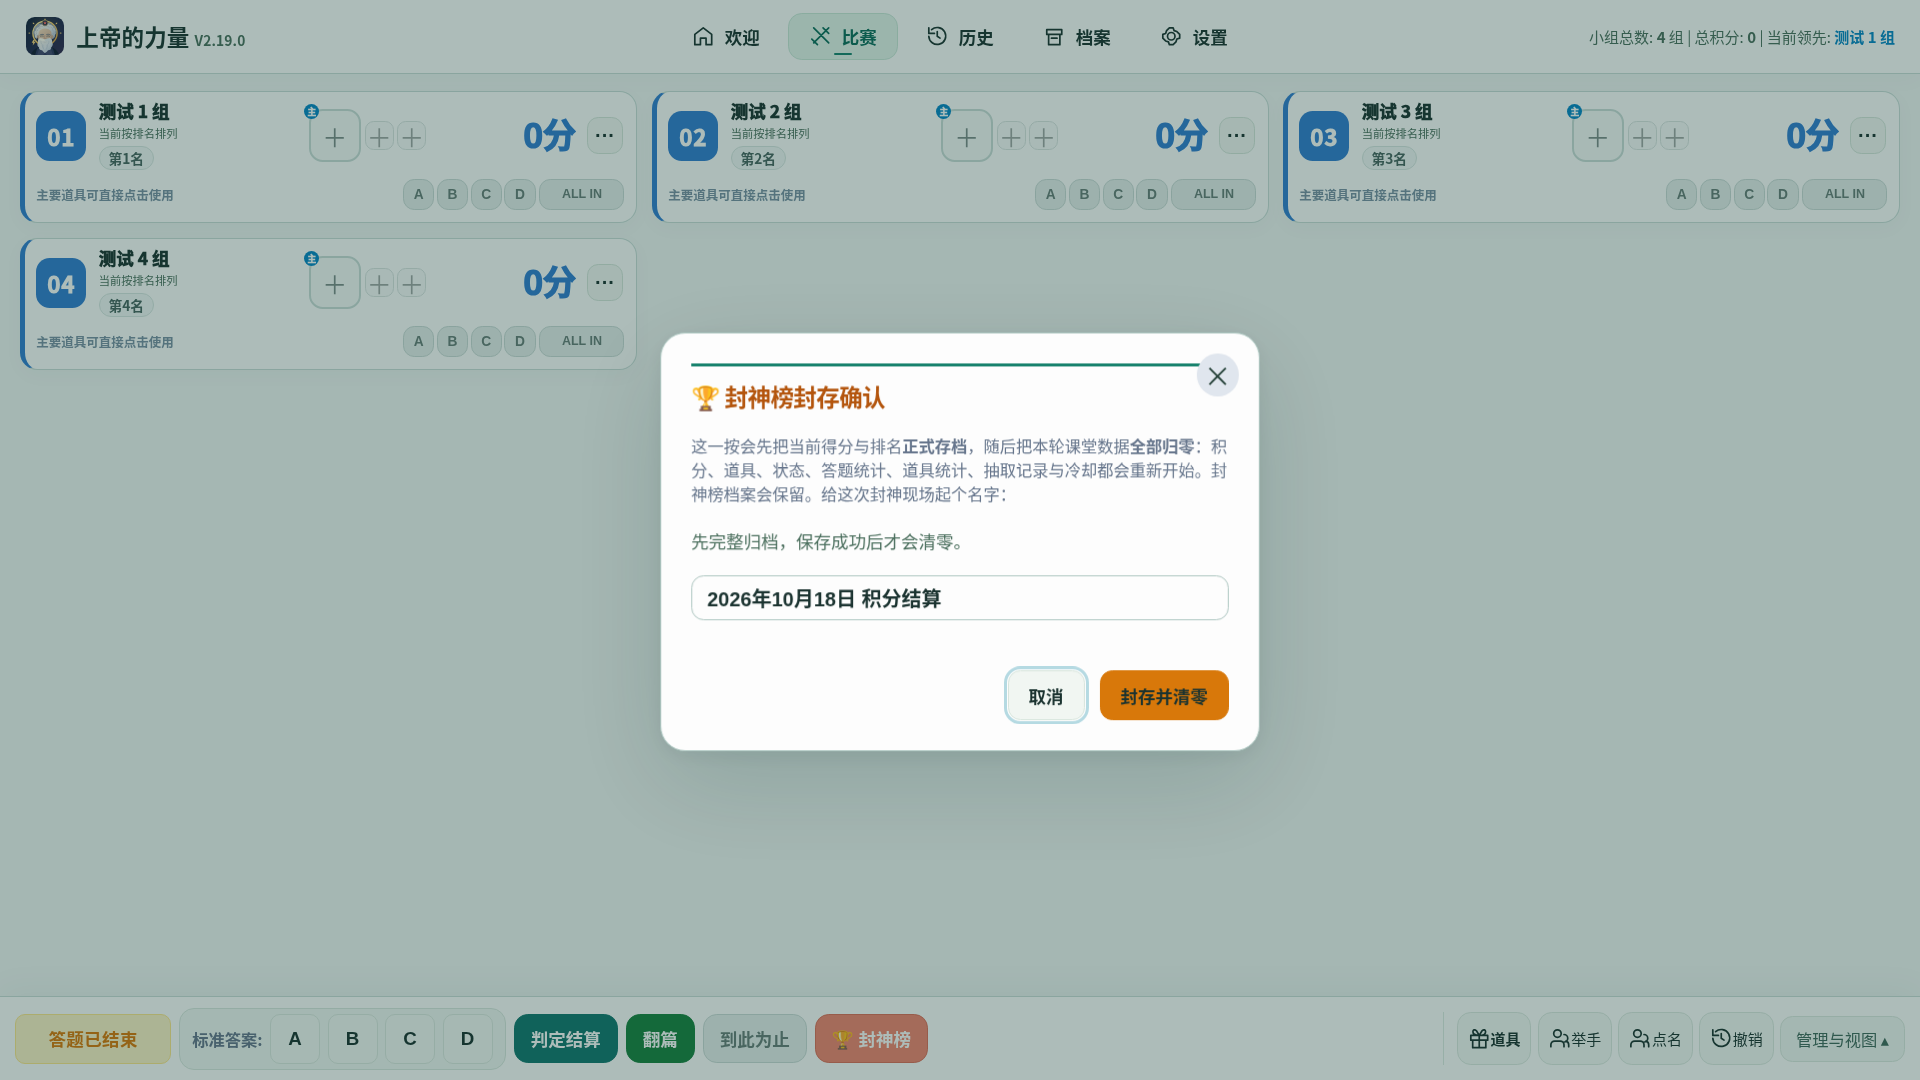 上帝的力量 V2.19.0
欢迎
比赛
历史
档案
设置
小组总数: 4 组 | 总积分: 0 | 当前领先: 测试 1 组
01
测试 1 组
当前按排名排列
第1名
主
0分
...
主要道具可直接点击使用
A B C D ALL IN
02
测试 2 组
当前按排名排列
第2名
主
0分
...
主要道具可直接点击使用
A B C D ALL IN
03
测试 3 组
当前按排名排列
第3名
主
0分
...
主要道具可直接点击使用
A B C D ALL IN
04
测试 4 组
当前按排名排列
第4名
主
0分
...
主要道具可直接点击使用
A B C D ALL IN
🏆 封神榜封存确认
这一按会先把当前得分与排名正式存档，随后把本轮课堂数据全部归零：积
分、道具、状态、答题统计、道具统计、抽取记录与冷却都会重新开始。封
神榜档案会保留。给这次封神现场起个名字：
先完整归档，保存成功后才会清零。
2026年10月18日 积分结算
取消
封存并清零
答题已结束
标准答案:
A
B
C
D
判定结算
翻篇
到此为止
🏆 封神榜
道具
举手
点名
撤销
管理与视图 ▴